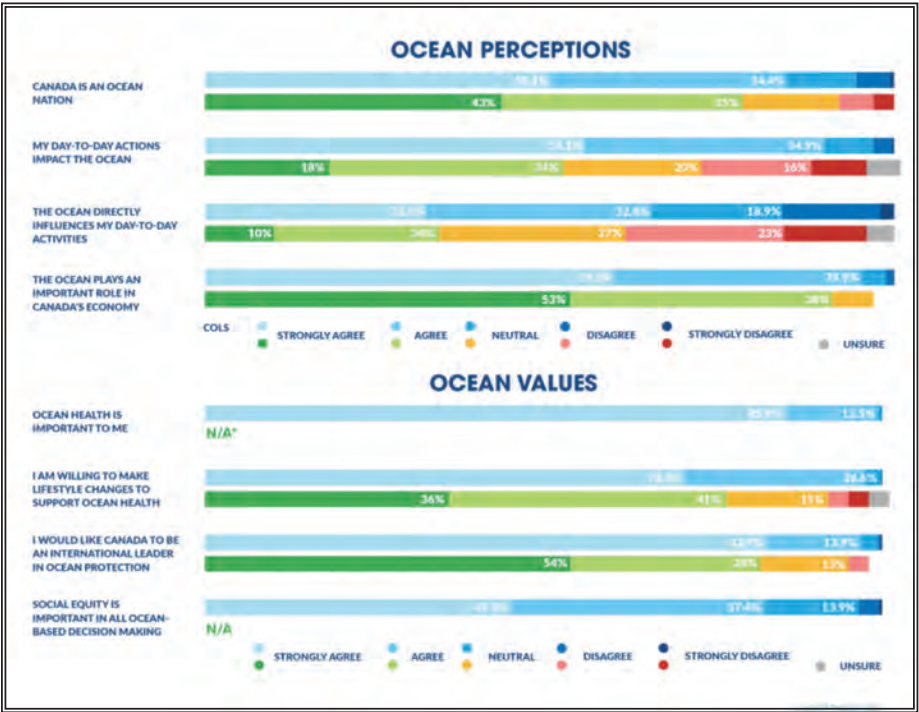 OCEAN PERCEPTIONS
CANADA IS AN OCEAN
NATION
34.4%
43%
35%
MY DAY-TO-DAY ACTIONS
IMPACT THE OCEAN
34.9%
18%
34%
20%
16%
THE OCEAN DIRECTLY
INFLUENCES MY DAY-TO-DAY
ACTIVITIES
32.8%
18.9%
10%
27%
23%
THE OCEAN PLAYS AN
IMPORTANT ROLE IN
CANADA'S ECONOMY
53%
38%
COLS
STRONGLY AGREE
AGREE
NEUTRAL
DISAGREE
STRONGLY DISAGREE
UNSURE
OCEAN VALUES
OCEAN HEALTH IS
IMPORTANT TO ME
13.5%
N/A*
I AM WILLING TO MAKE
LIFESTYLE CHANGES TO
SUPPORT OCEAN HEALTH
26.6%
36%
41%
15%
I WOULD LIKE CANADA TO BE
AN INTERNATIONAL LEADER
IN OCEAN PROTECTION
13.9%
54%
28%
13%
SOCIAL EQUITY IS
IMPORTANT IN ALL OCEAN-
BASED DECISION MAKING
37.4%
13.9%
N/A
STRONGLY AGREE
AGREE
NEUTRAL
DISAGREE
STRONGLY DISAGREE
UNSURE